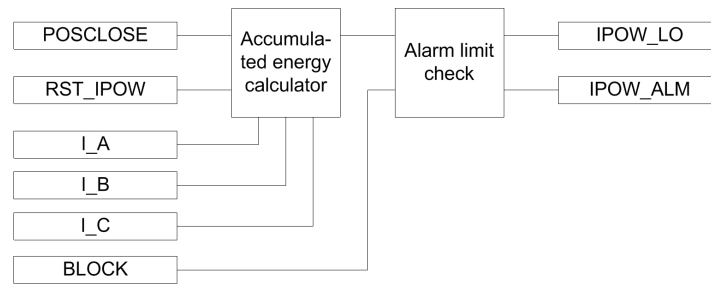 POSCLOSE
RST_IPOW
I_A
I_B
I_C
BLOCK
Accumula-
ted energy
calculator
Alarm limit
check
IPOW_LO
IPOW_ALM